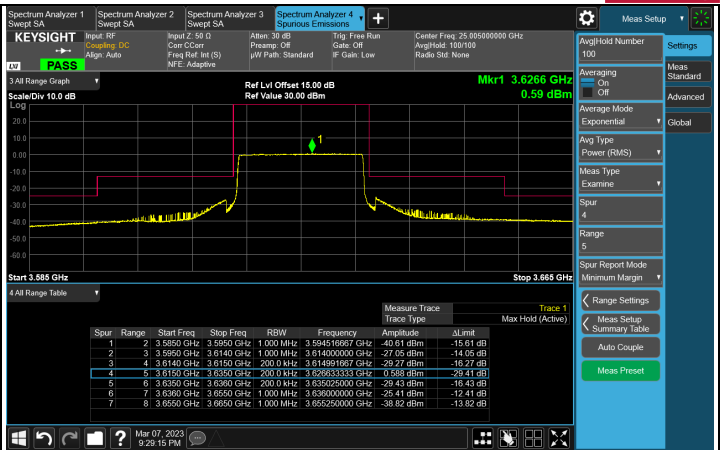 Spectrum Analyzer 1
Swept SA
Spectrum Analyzer 2
Swept SA
Spectrum Analyzer 3
Swept SA
Spectrum Analyzer 4
Spurious Emissions
Meas Setup
KEYSIGHT
Input: RF
Coupling: DC
Align: Auto
Input Z: 50 Ω
Corr CCorr
Freq Ref: Int (S)
NFE: Adaptive
Atten: 30 dB
Preamp: Off
µW Path: Standard
Trig: Free Run
Gate: Off
IF Gain: Low
Center Freq: 25.005000000 GHz
Avg|Hold: 100/100
Radio Std: None
LXI
PASS
3 All Range Graph
Scale/Div 10.0 dB
Ref Lvl Offset 15.00 dB
Ref Value 30.00 dBm
Mkr1 3.6266 GHz
0.59 dBm
Log
20.0
10.0
0.00
-10.0
-20.0
-30.0
-40.0
-50.0
-60.0
1
Start 3.585 GHz
Stop 3.665 GHz
4 All Range Table
Measure Trace Trace 1
Trace Type Max Hold (Active)
Spur Range Start Freq Stop Freq RBW Frequency Amplitude ΔLimit
1 2 3.5850 GHz 3.5950 GHz 1.000 MHz 3.594516667 GHz -40.61 dBm -15.61 dB
2 3 3.5950 GHz 3.6140 GHz 1.000 MHz 3.614000000 GHz -27.05 dBm -14.05 dB
3 4 3.6140 GHz 3.6150 GHz 200.0 kHz 3.614991667 GHz -29.27 dBm -16.27 dB
4 5 3.6150 GHz 3.6350 GHz 200.0 kHz 3.626633333 GHz 0.588 dBm -29.41 dB
5 6 3.6350 GHz 3.6360 GHz 200.0 kHz 3.635025000 GHz -29.43 dBm -16.43 dB
6 7 3.6360 GHz 3.6550 GHz 1.000 MHz 3.636000000 GHz -25.41 dBm -12.41 dB
7 8 3.6550 GHz 3.6650 GHz 1.000 MHz 3.655250000 GHz -38.82 dBm -13.82 dB
Avg|Hold Number
100
Averaging
On
Off
Average Mode
Exponential
Avg Type
Power (RMS)
Meas Type
Examine
Spur
4
Range
5
Spur Report Mode
Minimum Margin
Range Settings
Meas Setup
Summary Table
Auto Couple
Meas Preset
Settings
Meas
Standard
Advanced
Global
?
Mar 07, 2023
9:29:15 PM